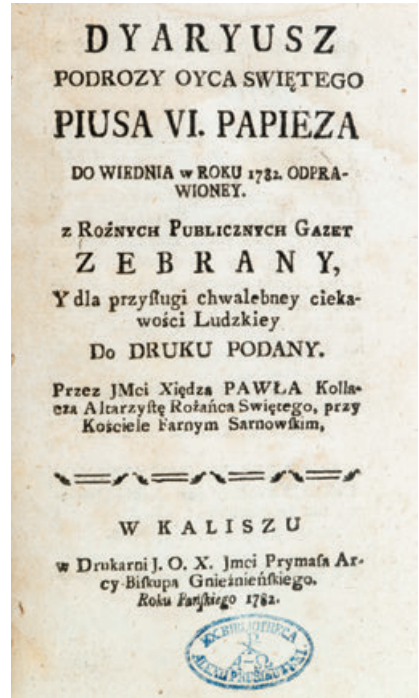 DYARYUSZ
PODROZY OYCA SWIĘTEGO
PIUSA VI. PAPIEZA
DO WIEDNIA w ROKU 1782. ODPRA-
WIONEY.
z ROŻNYCH PUBLICZNYCH GAZET
ZEBRANY,
Y dla przyſługi chwalebney cieka-
wości Ludzkiey
Do DRUKU PODANY.
Przez JMci Xiędza PAWŁA Kolla-
cza Altarzyſtę Rożańca Swiętego, przy
Kościele Farnym Sarnowſkim,
W KALISZU
w Drukarni J. O. X. Jmci Prymaſa Ar-
cy-Biſkupa Gnieźnieńſkiego.
Roku Pańſkiego 1782.
EX BIBLIOTHECA
A-Ω